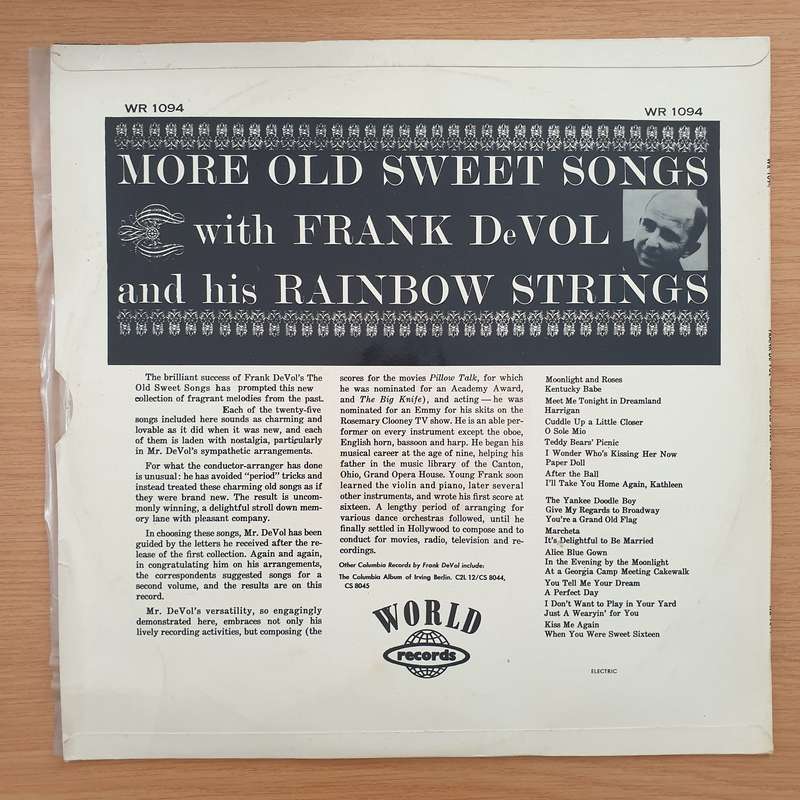 WR 1094
WR 1094
MORE OLD SWEET SONGS
with FRANK DeVOL
and his RAINBOW STRINGS
The brilliant success of Frank DeVol's The
Old Sweet Songs has prompted this new
collection of fragrant melodies from the past.
Each of the twenty-five
songs included here sounds as charming and
lovable as it did when it was new, and each
of them is laden with nostalgia, particularly
in Mr. DeVol's sympathetic arrangements.
For what the conductor-arranger has done
is unusual: he has avoided "period" tricks and
instead treated these charming old songs as if
they were brand new. The result is uncom-
monly winning, a delightful stroll down mem-
ory lane with pleasant company.
In choosing these songs, Mr. DeVol has been
guided by the letters he received after the re-
lease of the first collection. Again and again,
in congratulating him on his arrangements,
the correspondents suggested songs for a
second volume, and the results are on this
record.
Mr. DeVol's versatility, so engagingly
demonstrated here, embraces not only his
lively recording activities, but composing (the
scores for the movies Pillow Talk, for which
he was nominated for an Academy Award,
and The Big Knife), and acting — he was
nominated for an Emmy for his skits on the
Rosemary Clooney TV show. He is an able per-
former on every instrument except the oboe,
English horn, bassoon and harp. He began his
musical career at the age of nine, helping his
father in the music library of the Canton,
Ohio, Grand Opera House. Young Frank soon
learned the violin and piano, later several
other instruments, and wrote his first score at
sixteen. A lengthy period of arranging for
various dance orchestras followed, until he
finally settled in Hollywood to compose and to
conduct for movies, radio, television and re-
cordings.
Other Columbia Records by Frank DeVol include:
The Columbia Album of Irving Berlin. C2L 12/CS 8044,
CS 8045
WORLD
records
Moonlight and Roses
Kentucky Babe
Meet Me Tonight in Dreamland
Harrigan
Cuddle Up a Little Closer
O Sole Mio
Teddy Bears' Picnic
I Wonder Who's Kissing Her Now
Paper Doll
After the Ball
I'll Take You Home Again, Kathleen
The Yankee Doodle Boy
Give My Regards to Broadway
You're a Grand Old Flag
Marcheta
It's Delightful to Be Married
Alice Blue Gown
In the Evening by the Moonlight
At a Georgia Camp Meeting Cakewalk
You Tell Me Your Dream
A Perfect Day
I Don't Want to Play in Your Yard
Just A Wearyin' for You
Kiss Me Again
When You Were Sweet Sixteen
ELECTRIC